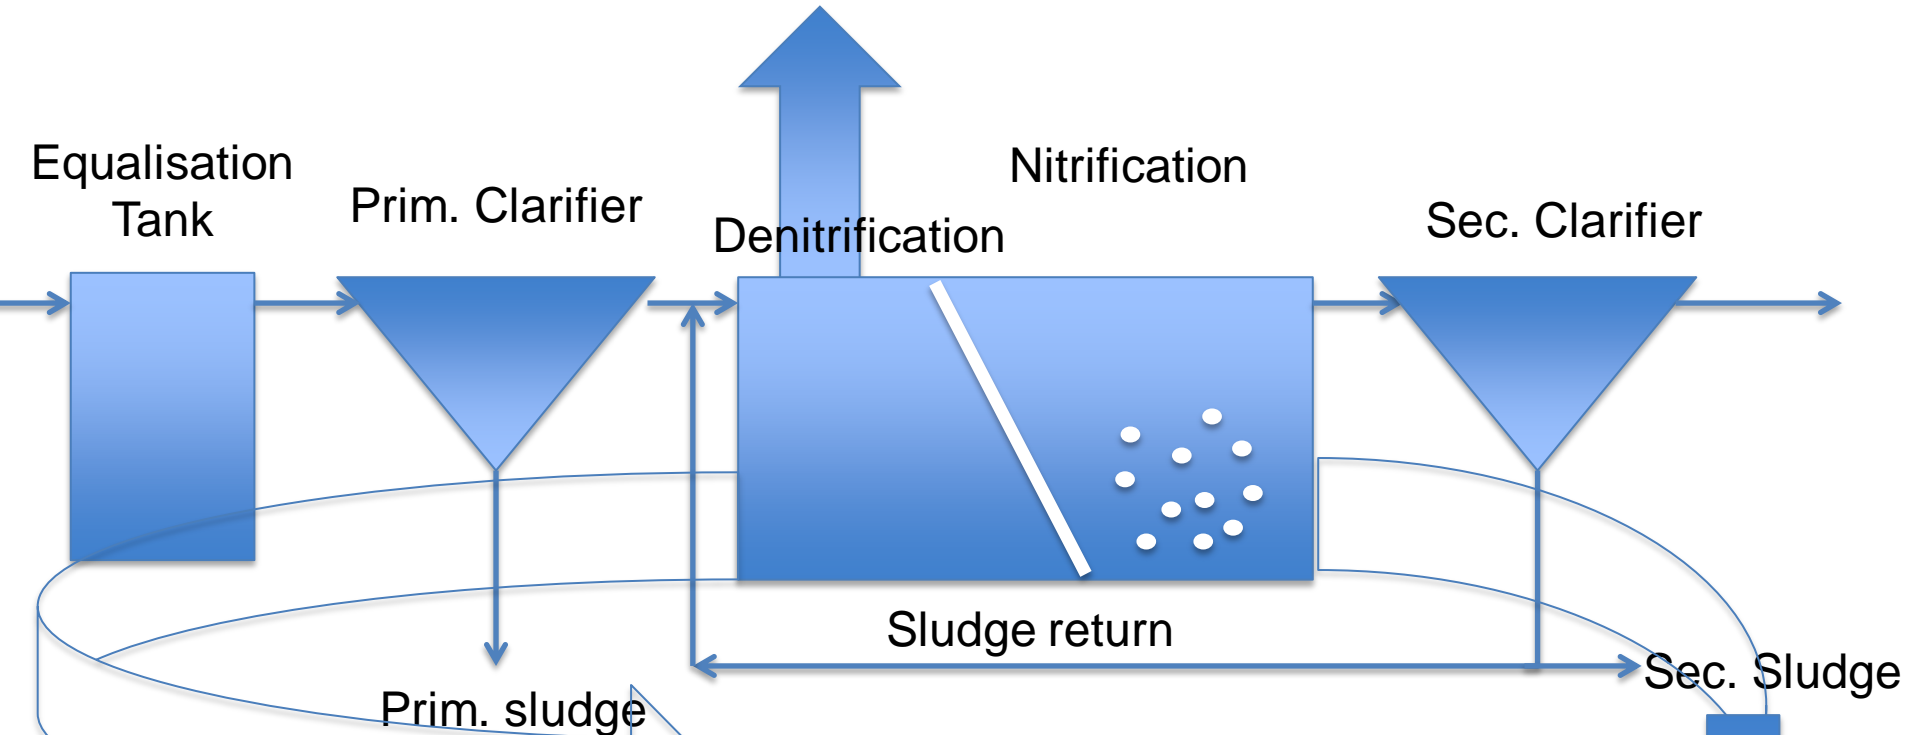 Equalisation
Tank
Prim. Clarifier
Denitrification
Nitrification
Sec. Clarifier
Sludge return
Sec. Sludge
Prim. sludge